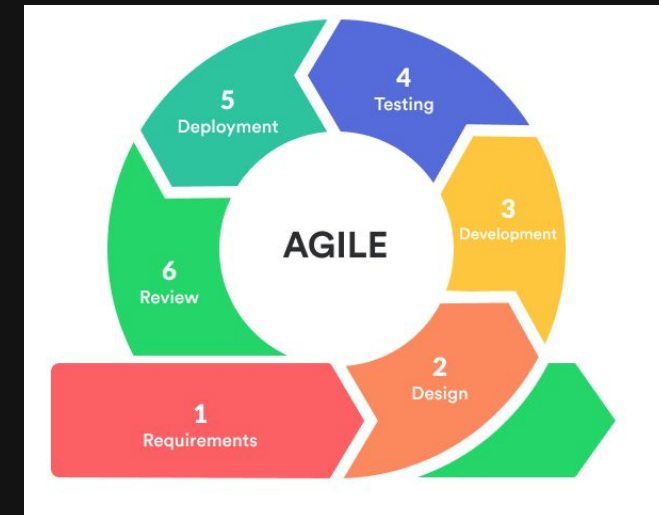 AGILE
1
Requirements
2
Design
3
Development
4
Testing
5
Deployment
6
Review